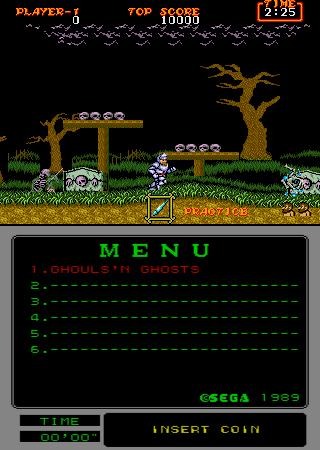 PLAYER-1 TOP SCORE TIME
0 10000 2:25
PRACTICE
MENU
1.GHOULS'N GHOSTS
2.--------------------
3.--------------------
4.--------------------
5.--------------------
6.--------------------
©SEGA 1989
TIME
00'00"
INSERT COIN